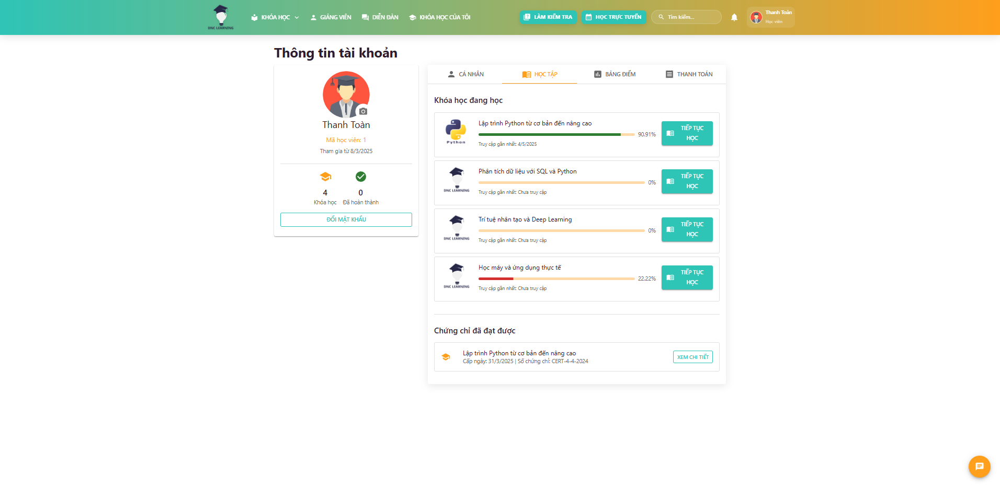 DNC LEARNING
KHÓA HỌC
GIẢNG VIÊN
DIỄN ĐÀN
KHÓA HỌC CỦA TÔI
LÀM KIỂM TRA
HỌC TRỰC TUYẾN
Tìm kiếm...
Thanh Toàn
Học viên
Thông tin tài khoản
Thanh Toàn
Mã học viên: 1
Tham gia từ 8/3/2025
4
Khóa học
0
Đã hoàn thành
ĐỔI MẬT KHẨU
CÁ NHÂN
HỌC TẬP
BẢNG ĐIỂM
THANH TOÁN
Khóa học đang học
Python
Lập trình Python từ cơ bản đến nâng cao
90.91%
Truy cập gần nhất: 4/5/2025
TIẾP TỤC
HỌC
DNC LEARNING
Phân tích dữ liệu với SQL và Python
0%
Truy cập gần nhất: Chưa truy cập
TIẾP TỤC
HỌC
DNC LEARNING
Trí tuệ nhân tạo và Deep Learning
0%
Truy cập gần nhất: Chưa truy cập
TIẾP TỤC
HỌC
DNC LEARNING
Học máy và ứng dụng thực tế
22.22%
Truy cập gần nhất: Chưa truy cập
TIẾP TỤC
HỌC
Chứng chỉ đã đạt được
Lập trình Python từ cơ bản đến nâng cao
Cấp ngày: 31/3/2025 | Số chứng chỉ: CERT-4-4-2024
XEM CHI TIẾT